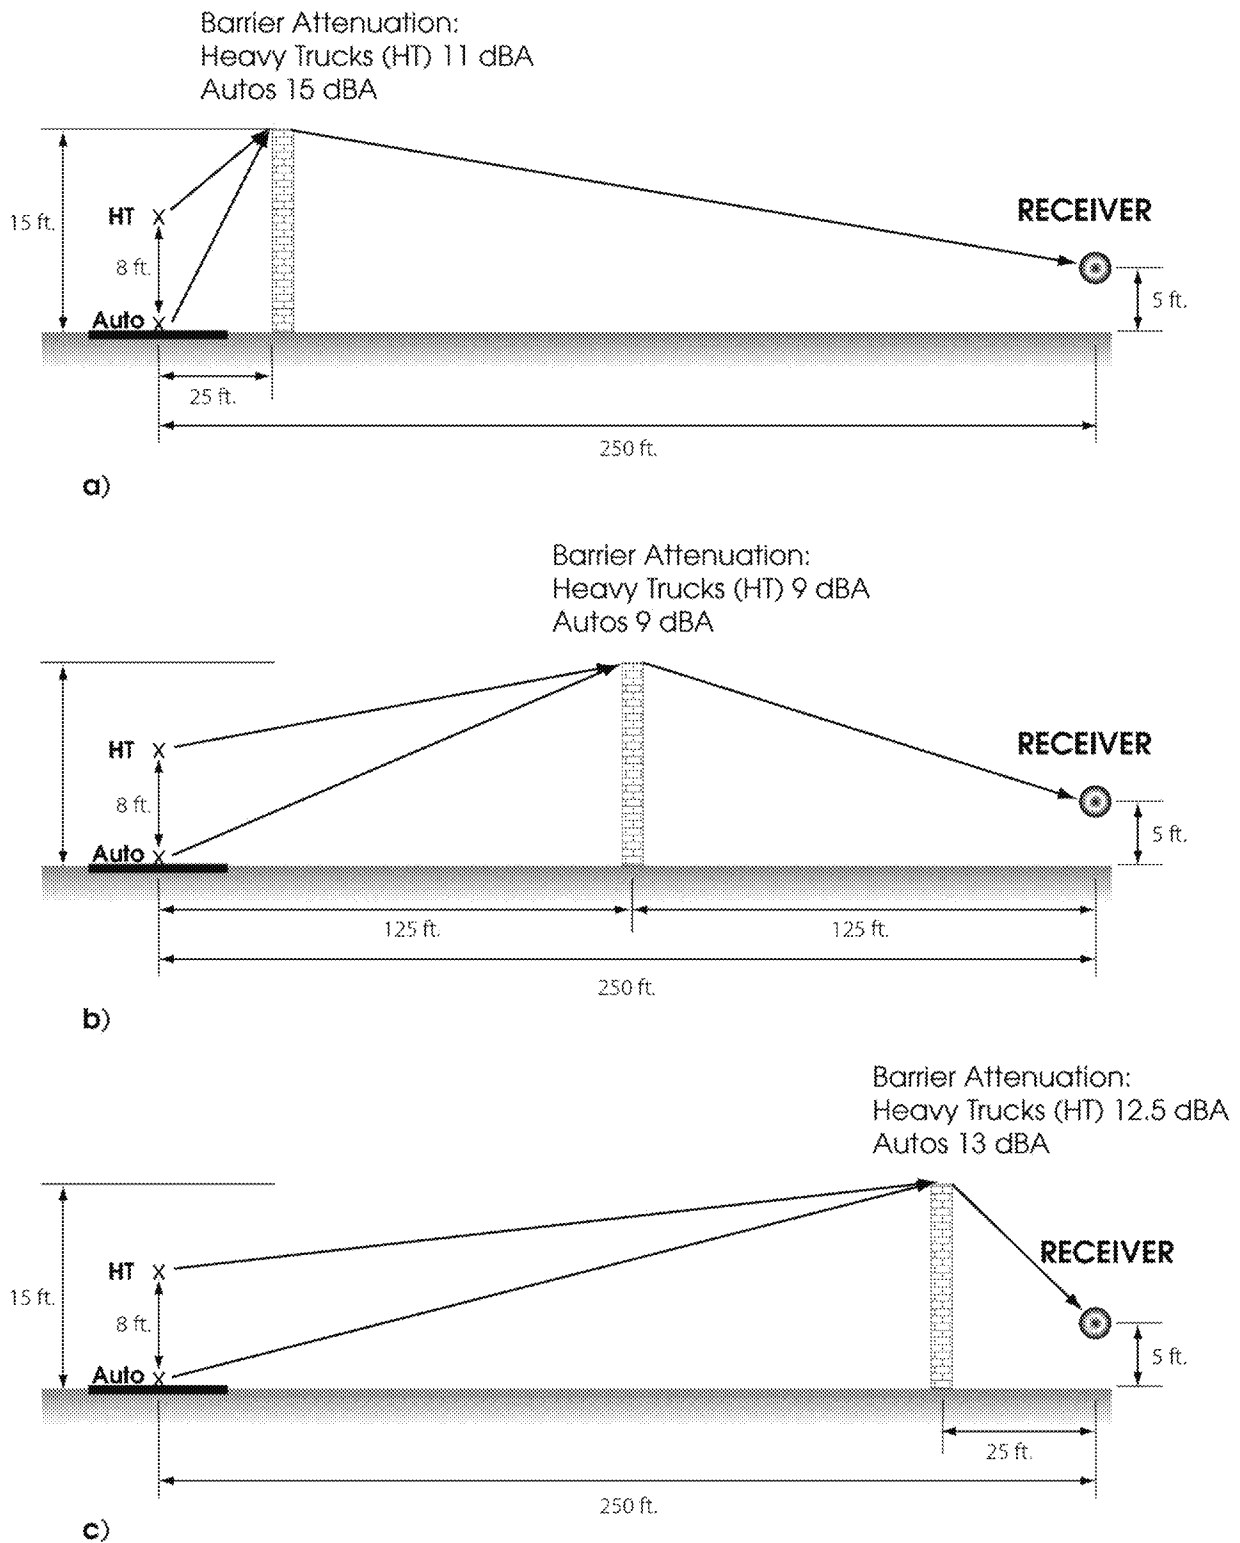 Barrier Attenuation:
Heavy Trucks (HT) 11 dBA
Autos 15 dBA
15 ft.
HT X
8 ft.
Auto X
RECEIVER
5 ft.
25 ft.
250 ft.
a)
Barrier Attenuation:
Heavy Trucks (HT) 9 dBA
Autos 9 dBA
HT X
8 ft.
Auto X
RECEIVER
5 ft.
125 ft.
125 ft.
250 ft.
b)
Barrier Attenuation:
Heavy Trucks (HT) 12.5 dBA
Autos 13 dBA
15 ft.
HT X
8 ft.
Auto X
RECEIVER
5 ft.
25 ft.
250 ft.
c)